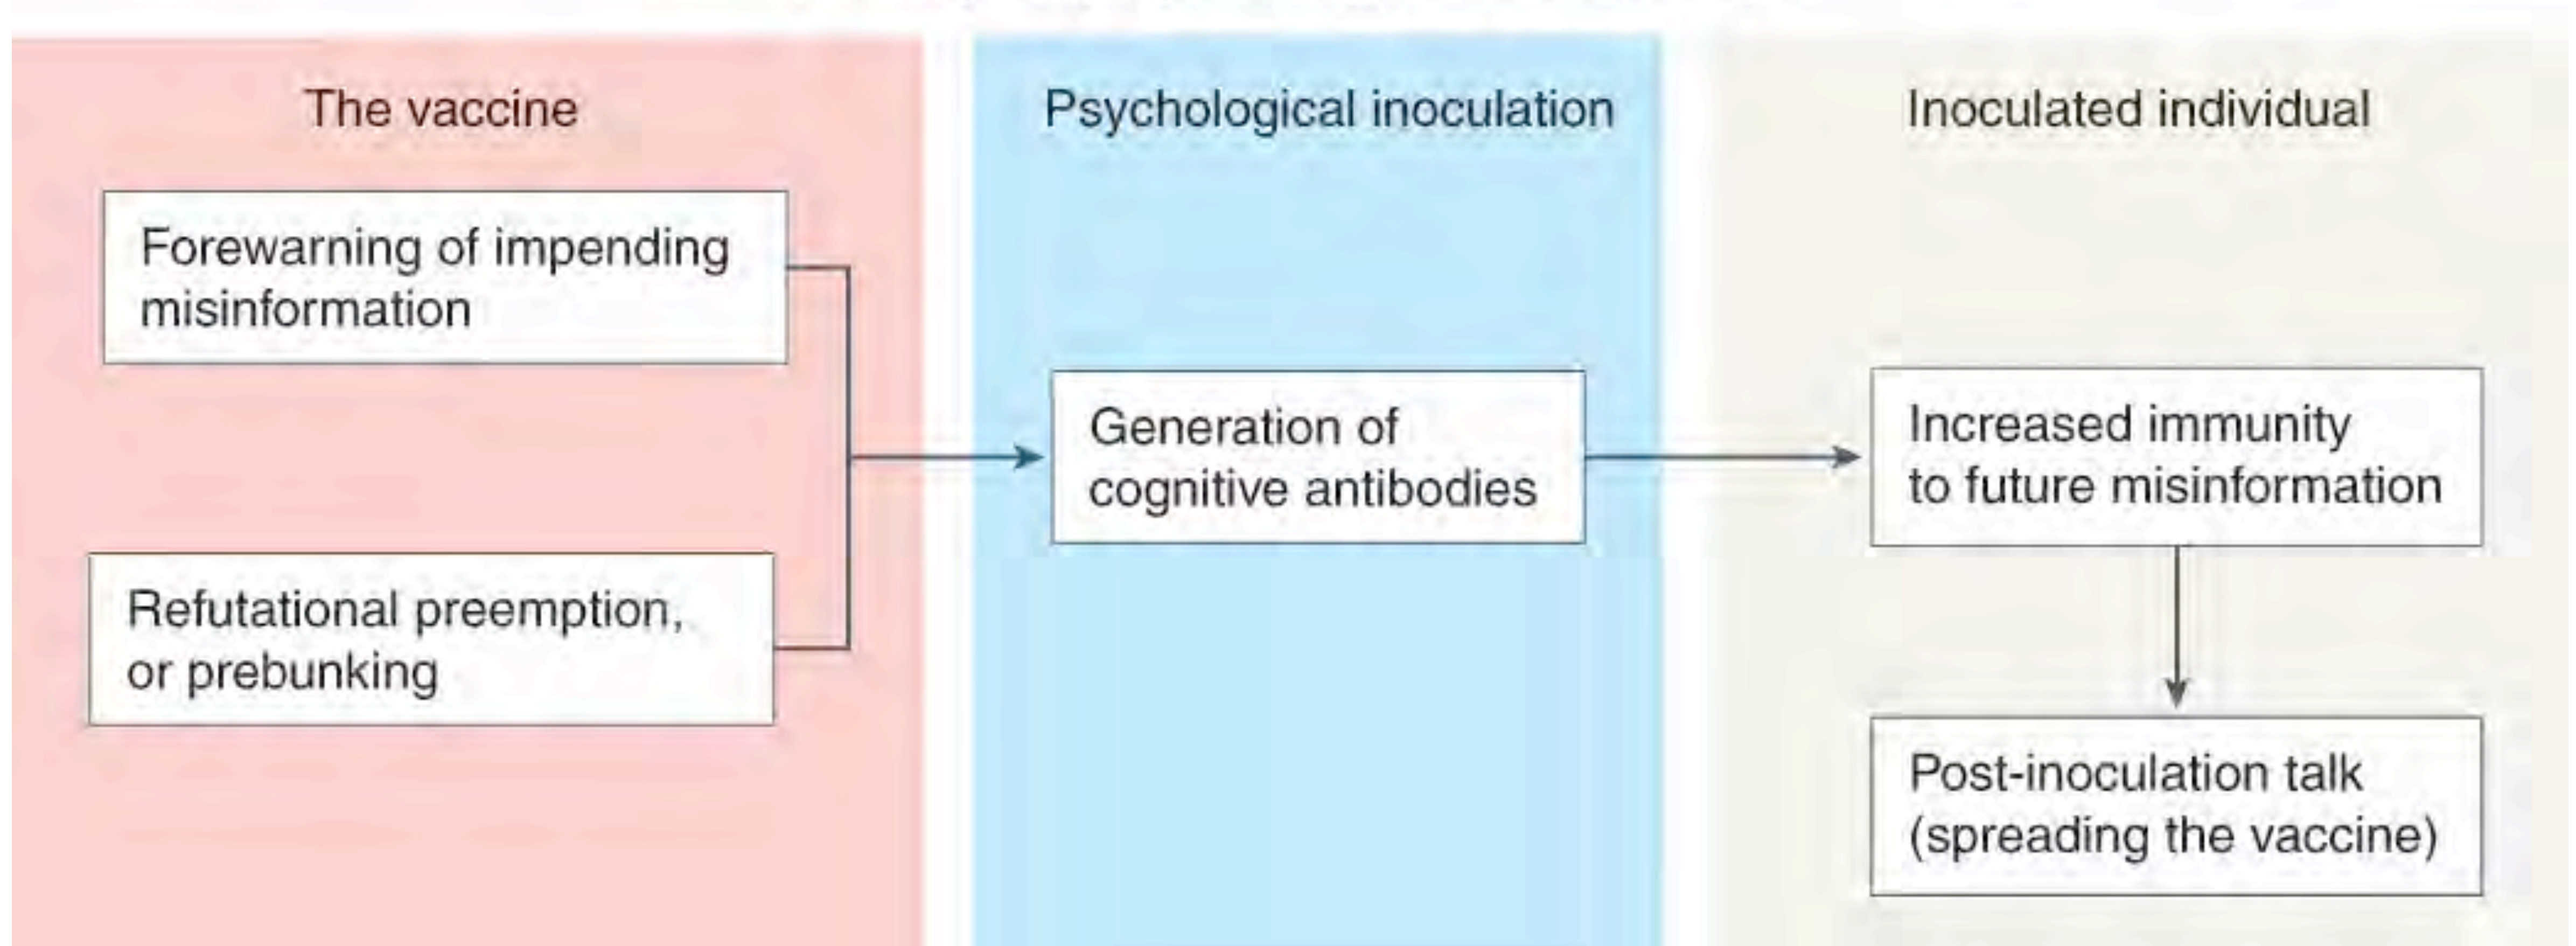 The vaccine
Forewarning of impending
misinformation
Refutational preemption,
or prebunking
Psychological inoculation
Generation of
cognitive antibodies
Inoculated individual
Increased immunity
to future misinformation
Post-inoculation talk
(spreading the vaccine)